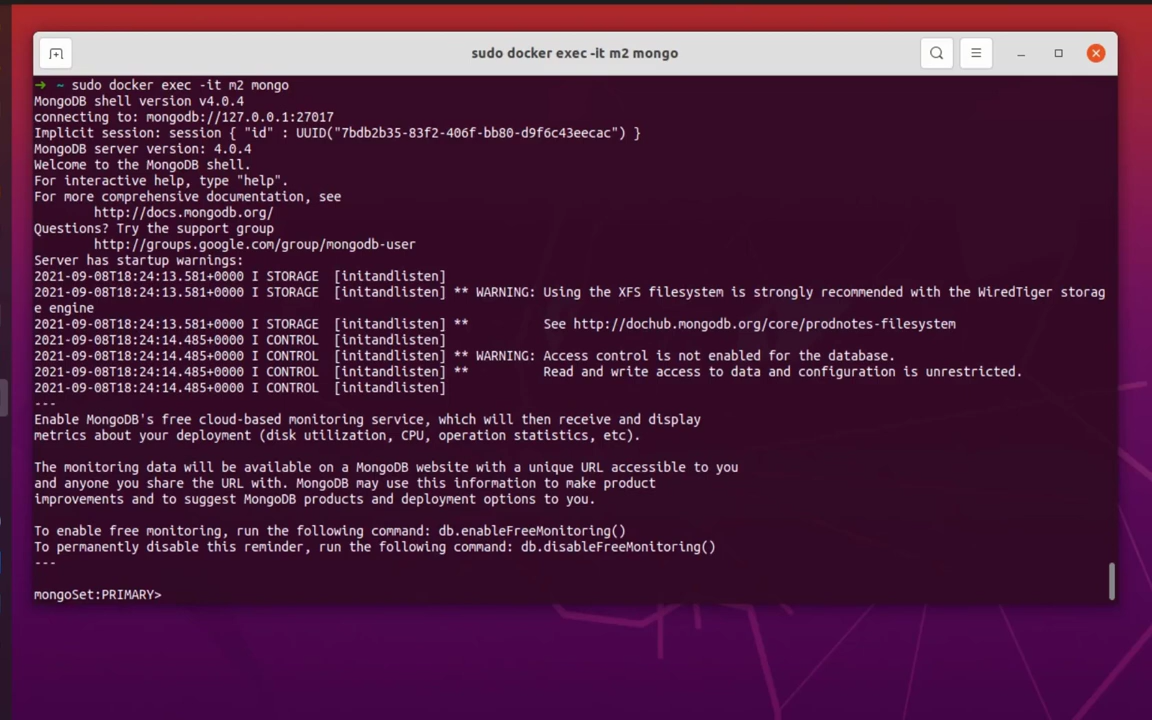 sudo docker exec -it m2 mongo
➜ ~ sudo docker exec -it m2 mongo
MongoDB shell version v4.0.4
connecting to: mongodb://127.0.0.1:27017
Implicit session: session { "id" : UUID("7bdb2b35-83f2-406f-bb80-d9f6c43eecac") }
MongoDB server version: 4.0.4
Welcome to the MongoDB shell.
For interactive help, type "help".
For more comprehensive documentation, see
http://docs.mongodb.org/
Questions? Try the support group
http://groups.google.com/group/mongodb-user
Server has startup warnings:
2021-09-08T18:24:13.581+0000 I STORAGE [initandlisten]
2021-09-08T18:24:13.581+0000 I STORAGE [initandlisten] ** WARNING: Using the XFS filesystem is strongly recommended with the WiredTiger storag
e engine
2021-09-08T18:24:13.581+0000 I STORAGE [initandlisten] ** See http://dochub.mongodb.org/core/prodnotes-filesystem
2021-09-08T18:24:14.485+0000 I CONTROL [initandlisten]
2021-09-08T18:24:14.485+0000 I CONTROL [initandlisten] ** WARNING: Access control is not enabled for the database.
2021-09-08T18:24:14.485+0000 I CONTROL [initandlisten] ** Read and write access to data and configuration is unrestricted.
2021-09-08T18:24:14.485+0000 I CONTROL [initandlisten]
---
Enable MongoDB's free cloud-based monitoring service, which will then receive and display
metrics about your deployment (disk utilization, CPU, operation statistics, etc).
The monitoring data will be available on a MongoDB website with a unique URL accessible to you
and anyone you share the URL with. MongoDB may use this information to make product
improvements and to suggest MongoDB products and deployment options to you.
To enable free monitoring, run the following command: db.enableFreeMonitoring()
To permanently disable this reminder, run the following command: db.disableFreeMonitoring()
---
mongoSet:PRIMARY>